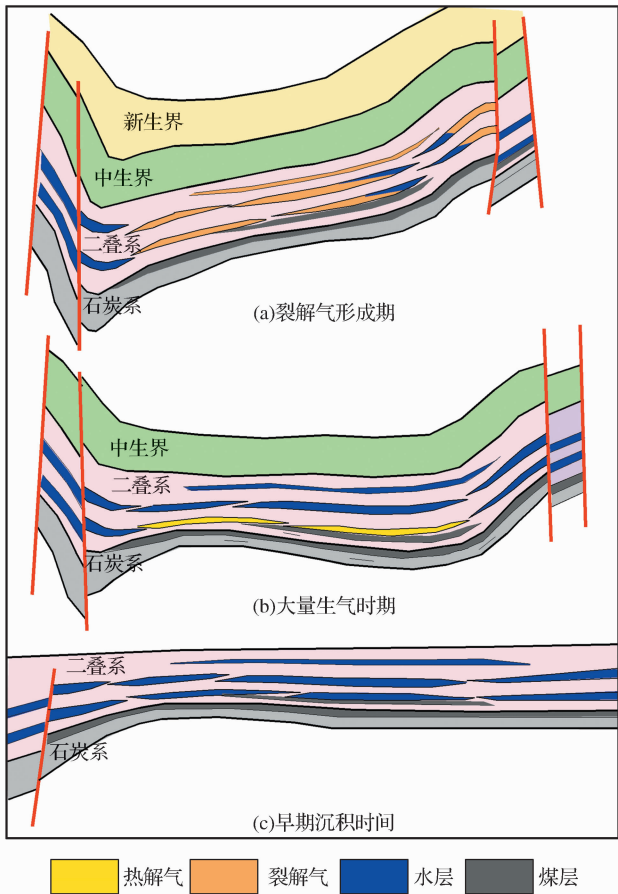 新生界
中生界
二叠系
石炭系
(a)裂解气形成期
中生界
二叠系
石炭系
(b)大量生气时期
二叠系
石炭系
(c)早期沉积时间
热解气 裂解气 水层 煤层